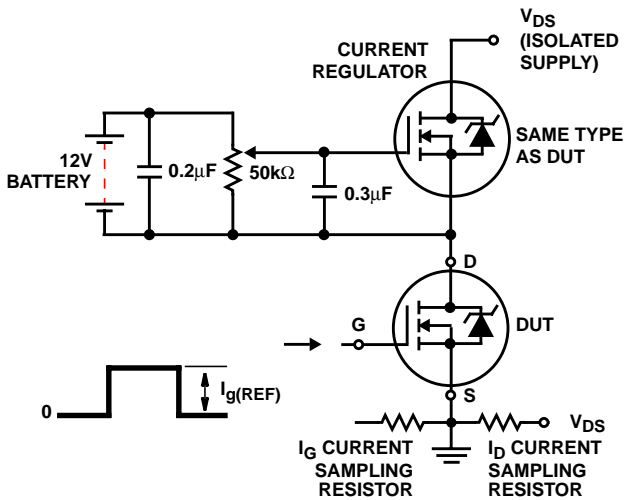 V_DS
(ISOLATED
SUPPLY)
CURRENT
REGULATOR
SAME TYPE
AS DUT
12V
BATTERY
0.2µF
50kΩ
0.3µF
D
DUT
G
I_g(REF)
0
S
V_DS
I_G CURRENT
SAMPLING
RESISTOR
I_D CURRENT
SAMPLING
RESISTOR